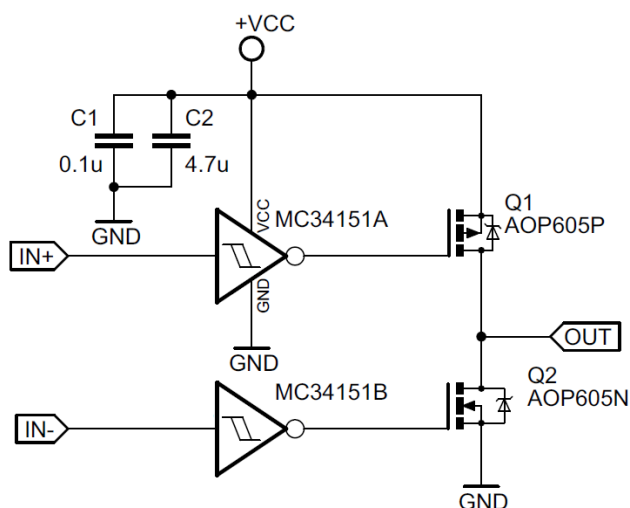 +VCC
C1
C2
0.1u
4.7u
GND
VCC
MC34151A
Q1
AOP605P
IN+
GND
GND
OUT
MC34151B
Q2
AOP605N
IN-
GND